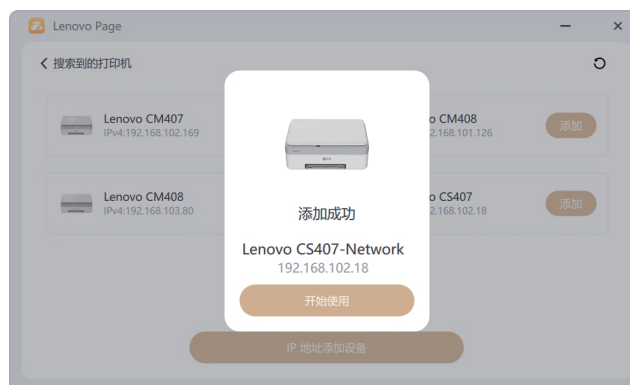 Lenovo Page
搜索到的打印机
Lenovo CM407
IPv4:192.168.102.169
o CM408
2.168.101.126
添加
Lenovo CM408
IPv4:192.168.103.80
o CS407
2.168.102.18
添加
添加成功
Lenovo CS407-Network
192.168.102.18
开始使用
IP 地址添加设备